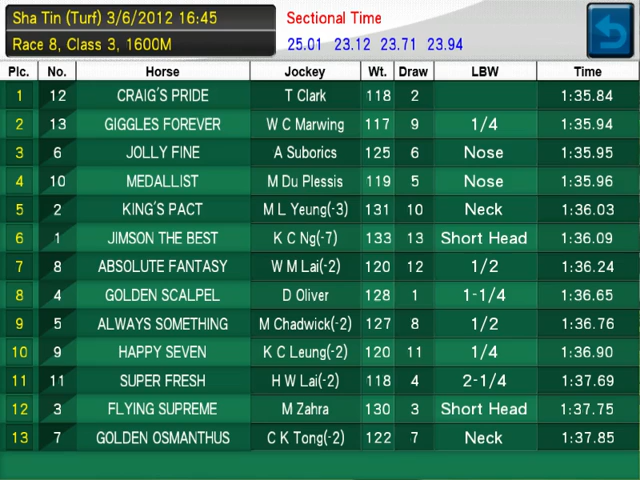 Sha Tin (Turf) 3/6/2012 16:45
Race 8, Class 3, 1600M
Sectional Time
25.01 23.12 23.71 23.94
Plc. No. Horse Jockey Wt. Draw LBW Time
1 12 CRAIG'S PRIDE T Clark 118 2 1:35.84
2 13 GIGGLES FOREVER W C Marwing 117 9 1/4 1:35.94
3 6 JOLLY FINE A Suborics 125 6 Nose 1:35.95
4 10 MEDALLIST M Du Plessis 119 5 Nose 1:35.96
5 2 KING'S PACT M L Yeung(-3) 131 10 Neck 1:36.03
6 1 JIMSON THE BEST K C Ng(-7) 133 13 Short Head 1:36.09
7 8 ABSOLUTE FANTASY W M Lai(-2) 120 12 1/2 1:36.24
8 4 GOLDEN SCALPEL D Oliver 128 1 1-1/4 1:36.65
9 5 ALWAYS SOMETHING M Chadwick(-2) 127 8 1/2 1:36.76
10 9 HAPPY SEVEN K C Leung(-2) 120 11 1/4 1:36.90
11 11 SUPER FRESH H W Lai(-2) 118 4 2-1/4 1:37.69
12 3 FLYING SUPREME M Zahra 130 3 Short Head 1:37.75
13 7 GOLDEN OSMANTHUS C K Tong(-2) 122 7 Neck 1:37.85